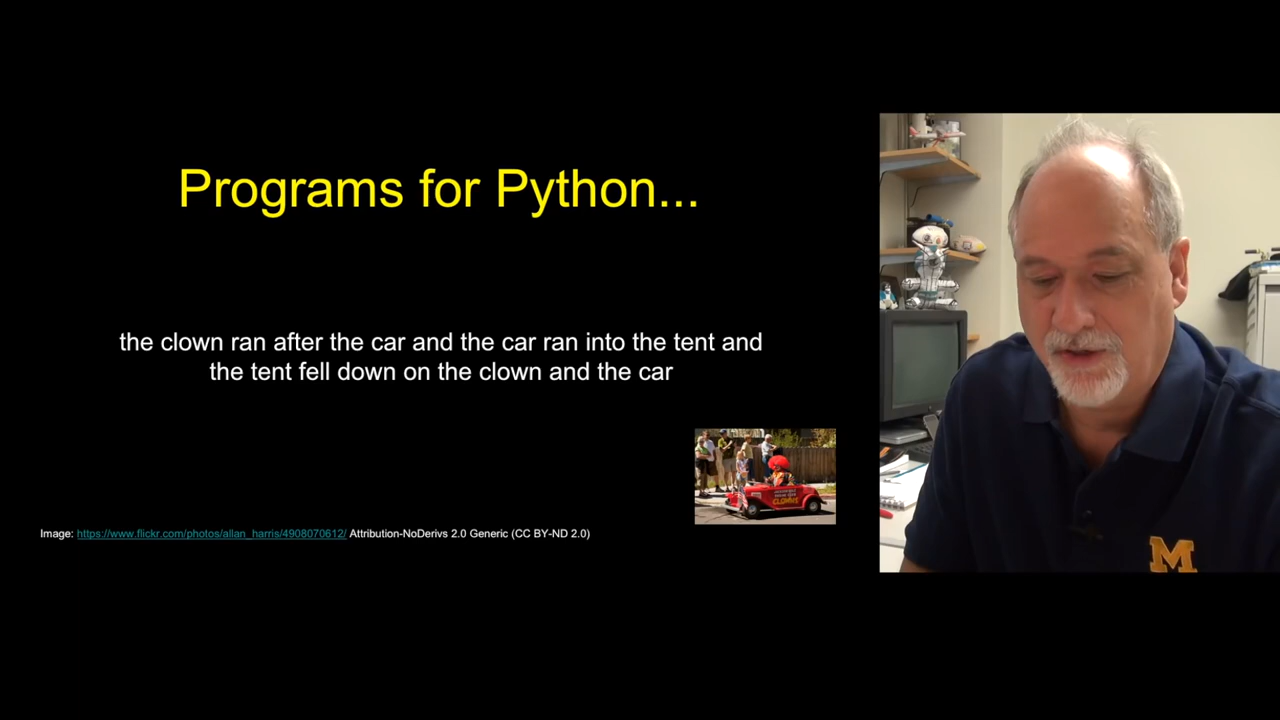 Programs for Python...
the clown ran after the car and the car ran into the tent and
the tent fell down on the clown and the car
CLOWNS
Image: https://www.flickr.com/photos/allan_harris/4908070612/ Attribution-NoDerivs 2.0 Generic (CC BY-ND 2.0)
M